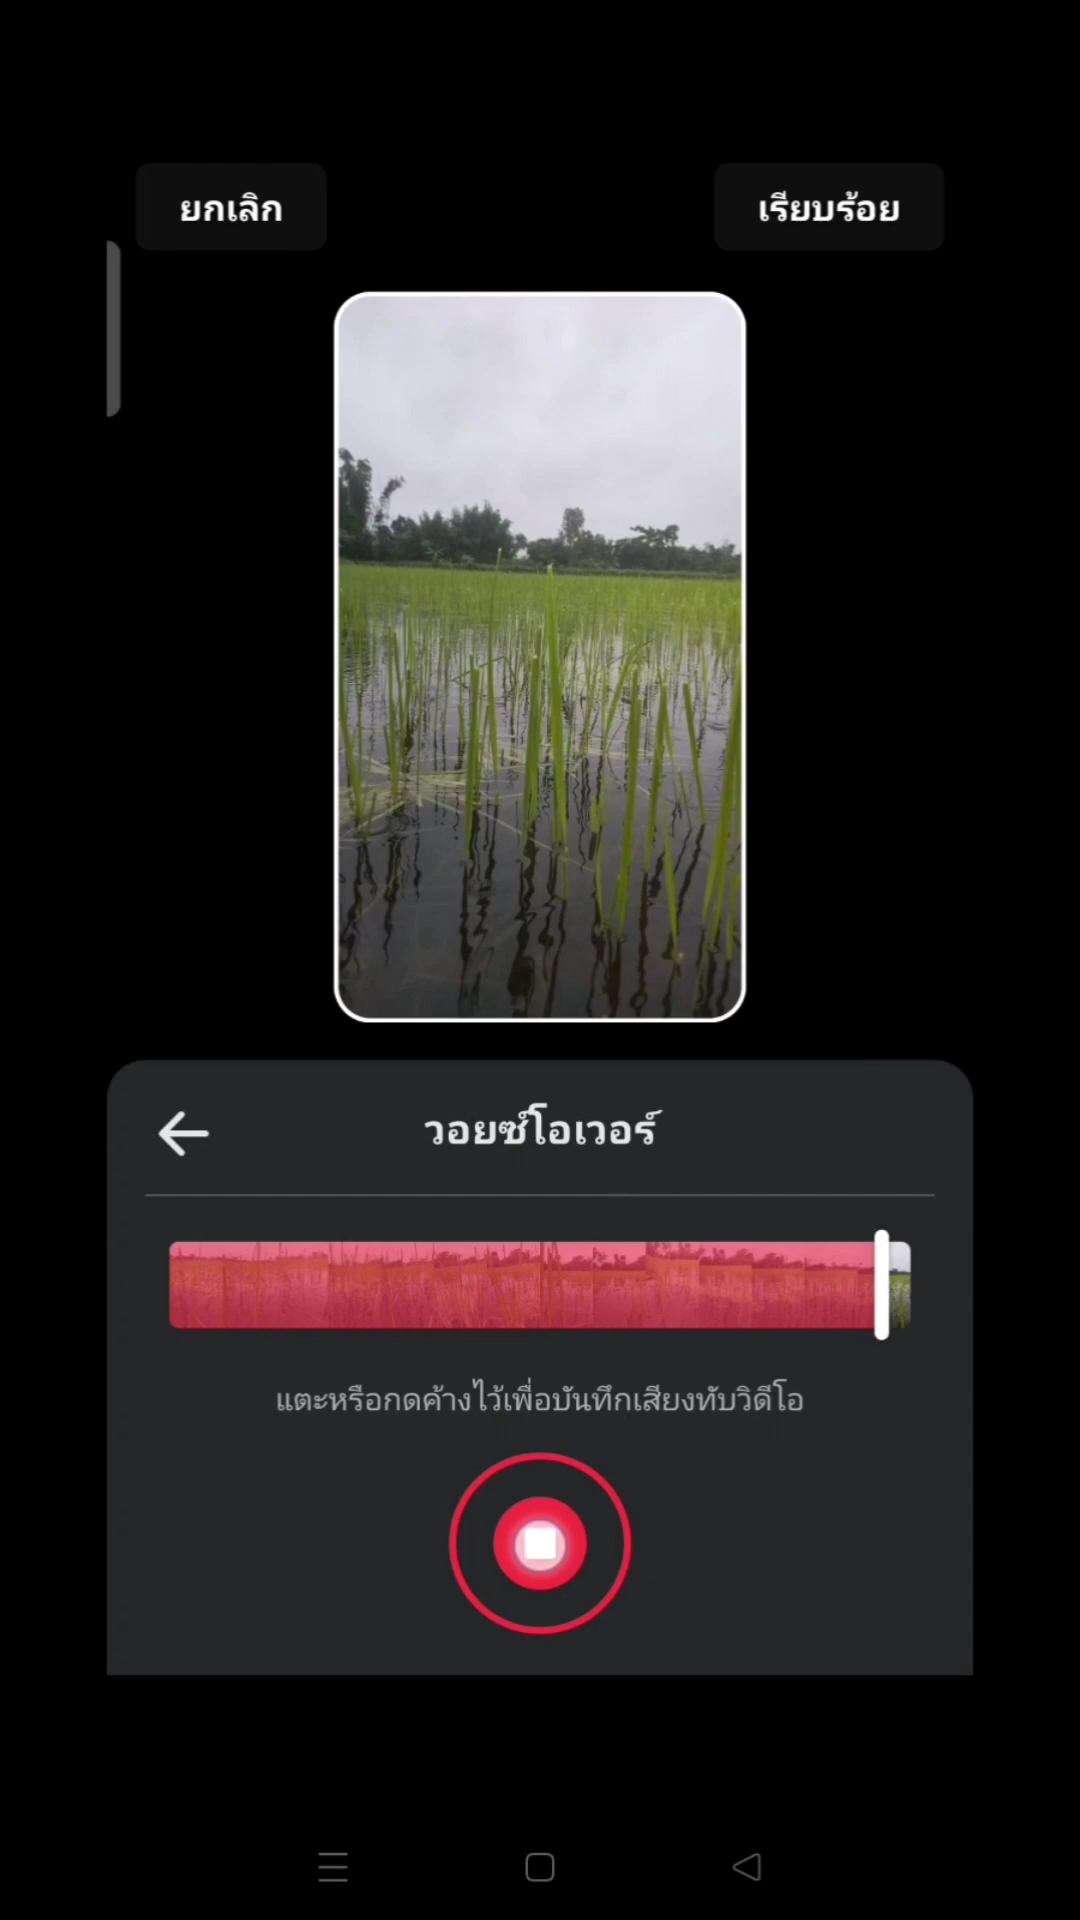 ยกเลิก
เรียบร้อย
วอยซ์โอเวอร์
แตะหรือกดค้างไว้เพื่อบันทึกเสียงทับวิดีโอ